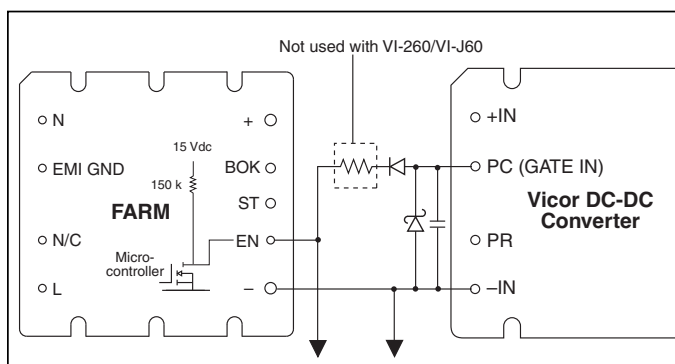 Not used with VI-260/VI-J60
N
EMI GND
N/C
L
15 Vdc
150 k
FARM
Micro-
controller
+
BOK
ST
EN
–
+IN
PC (GATE IN)
Vicor DC-DC
Converter
PR
–IN